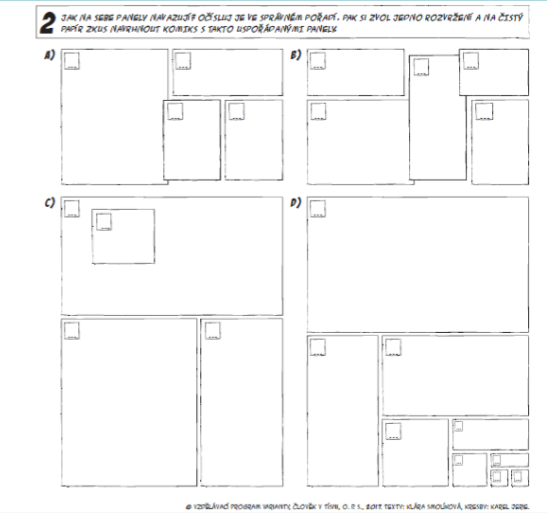 2 JAK NA SEBE PANELY NAVAZUJÍ? OČÍSLUJ JE VE SPRÁVNÉM POŘADÍ. PAK SI ZVOL JEDNO ROZVRŽENÍ A NA ČISTÝ
PAPÍR ZKUS NAVRHNOUT KOMIKS S TAKTO USPOŘÁDANÝMI PANELY.
A) B)
C) D)
© VZDĚLÁVACÍ PROGRAM VARIANTY, ČLOVĚK V TÍSNI, O. P. S., 2017. TEXTY: KLÁRA SMOLÍKOVÁ, KRESBY: KAREL JERIE.